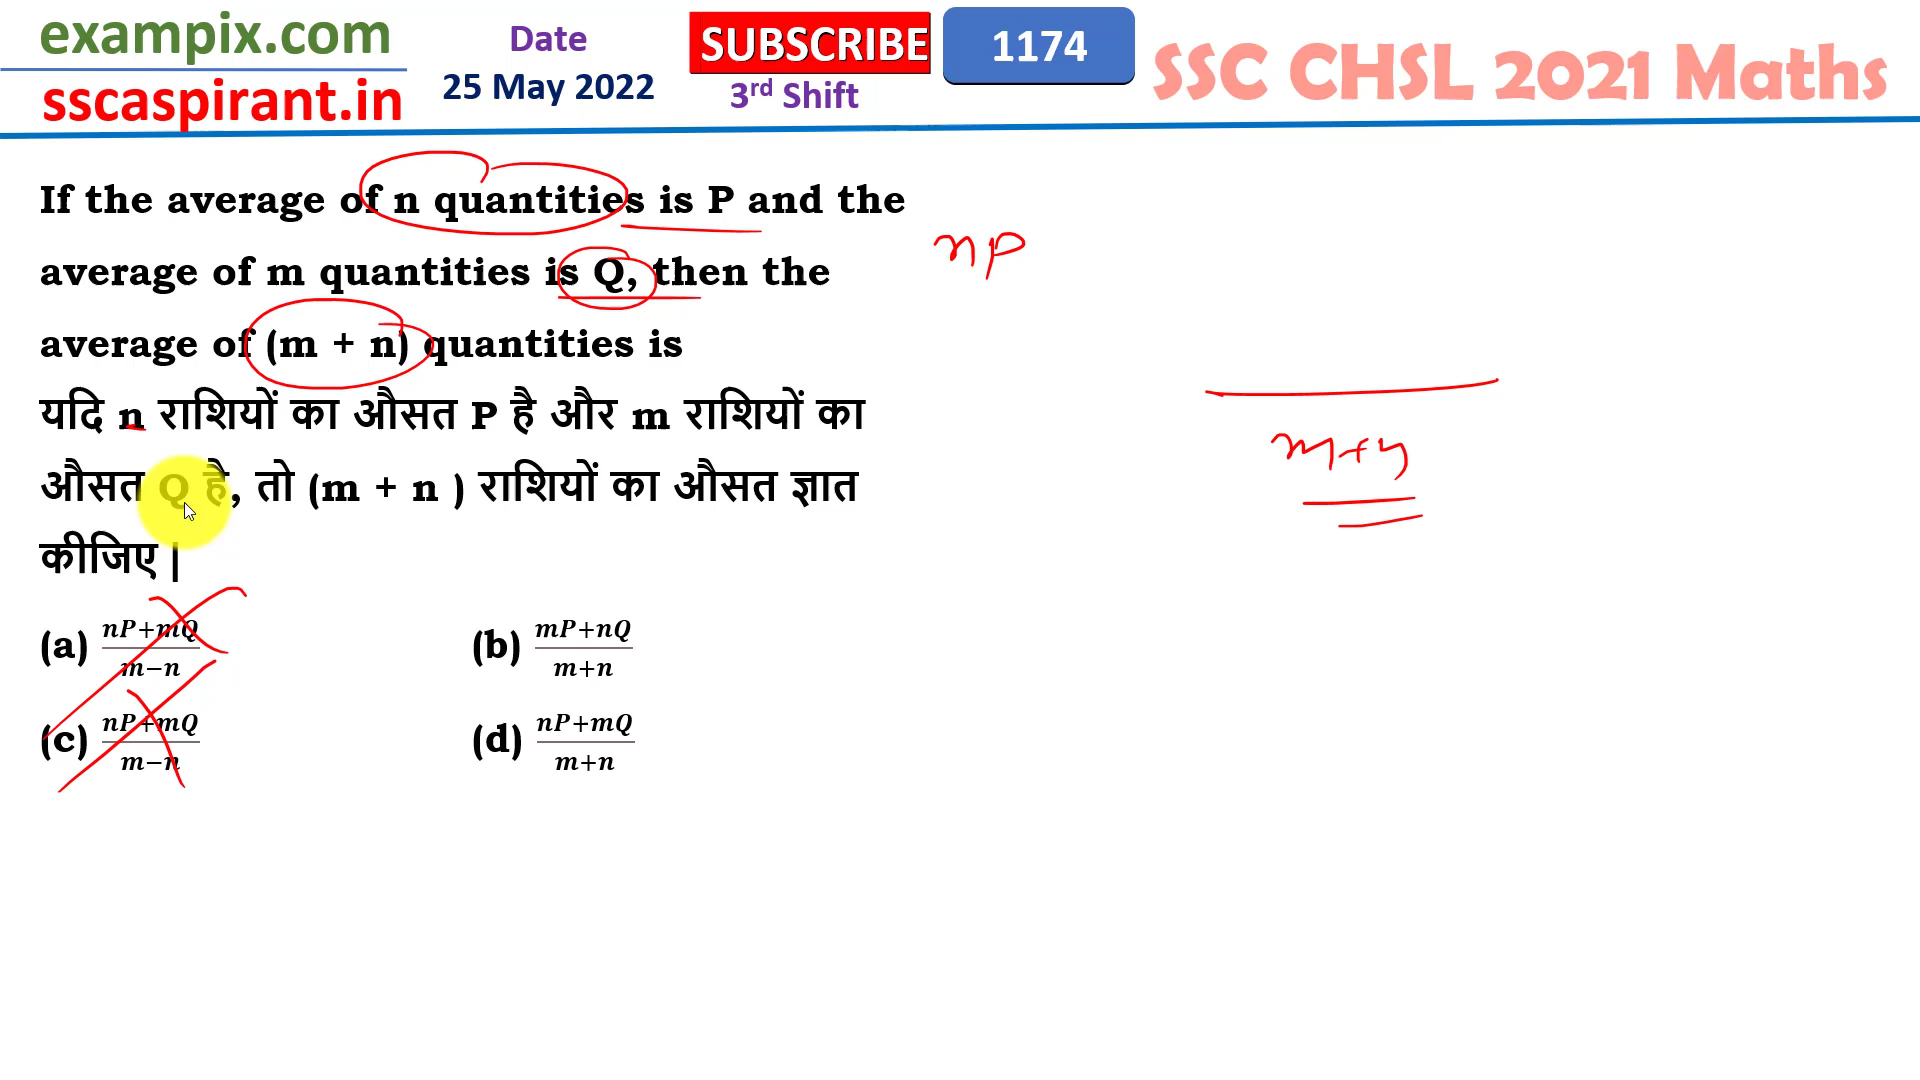 exampix.com
sscaspirant.in
Date
25 May 2022
SUBSCRIBE
3rd Shift
1174
SSC CHSL 2021 Maths
If the average of n quantities is P and the
average of m quantities is Q, then the
average of (m + n) quantities is
यदि n राशियों का औसत P है और m राशियों का
औसत Q है, तो (m + n ) राशियों का औसत ज्ञात
कीजिए |
(a) nP+mQ/m−n
(b) mP+nQ/m+n
(c) nP+mQ/m−n
(d) nP+mQ/m+n
nP
m+n